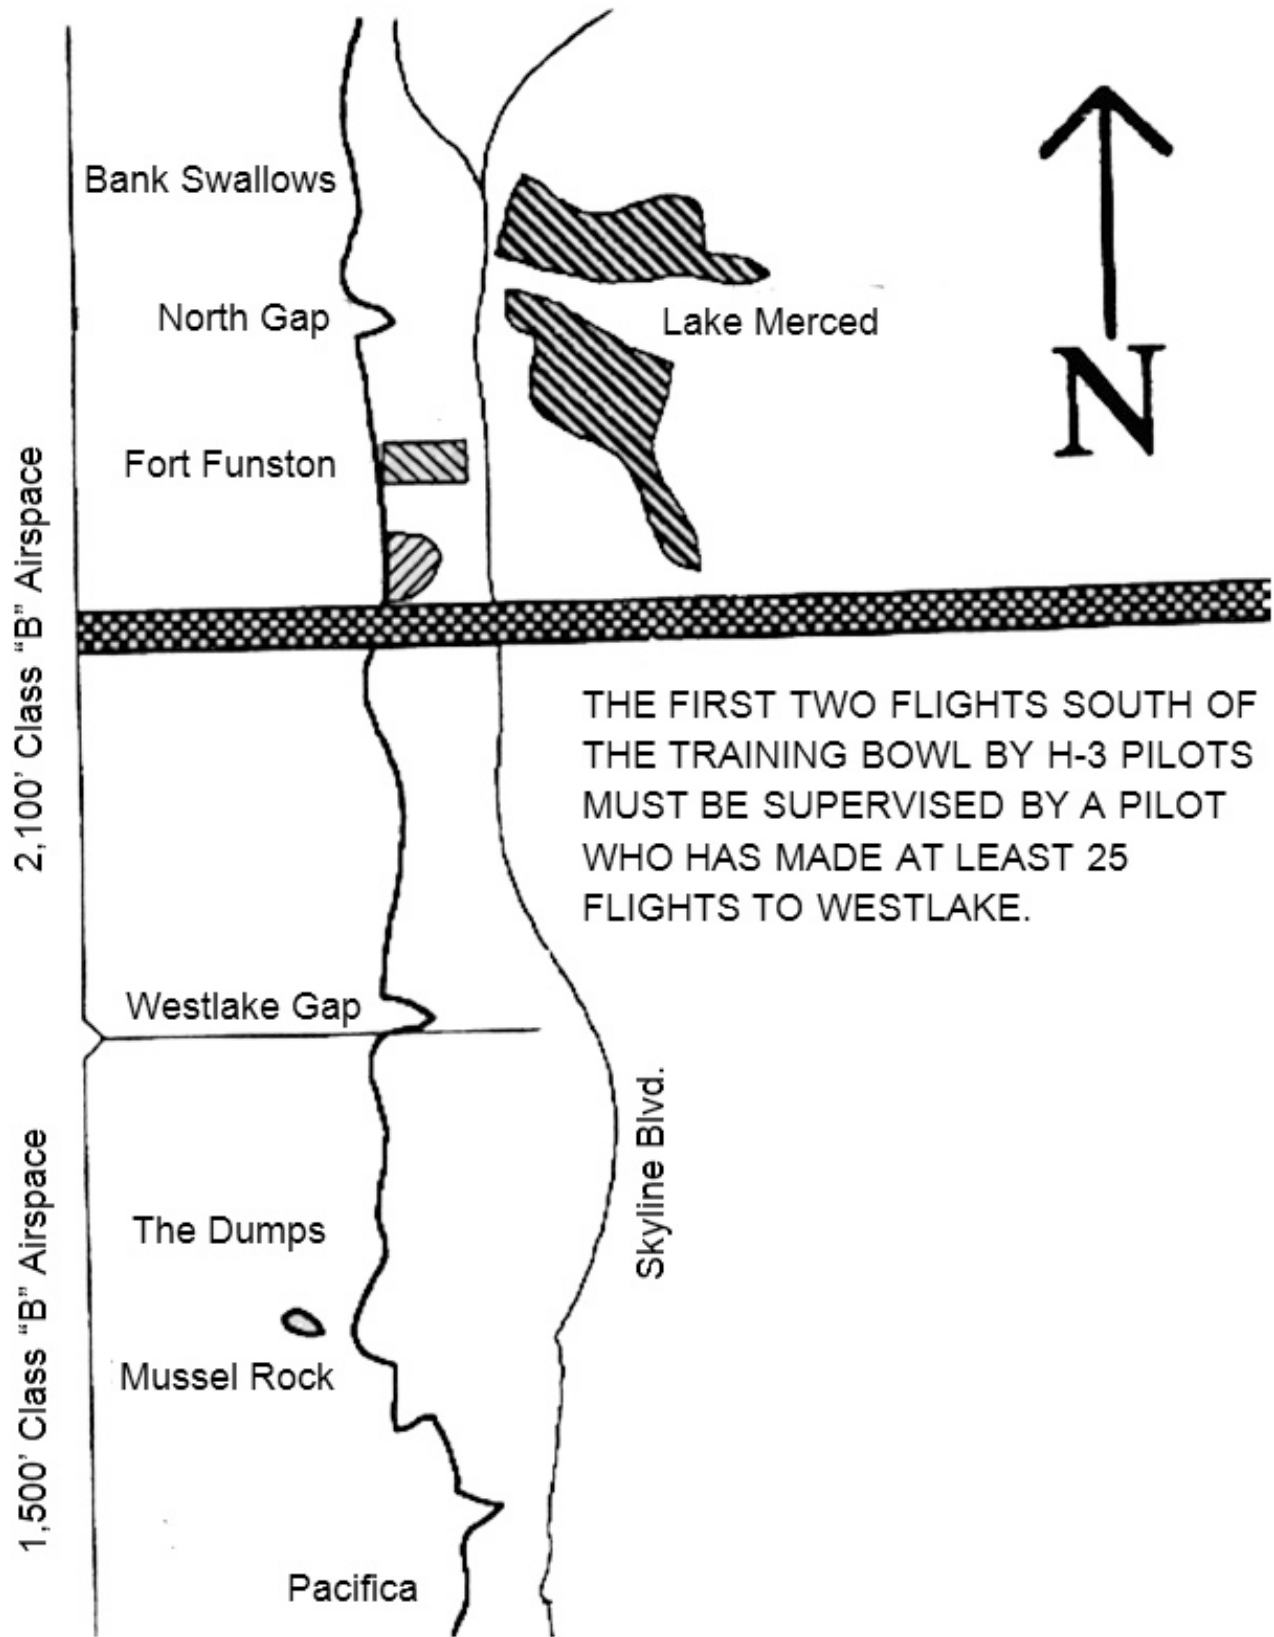 Bank Swallows
North Gap
Lake Merced
N
Fort Funston
2,100' Class "B" Airspace
THE FIRST TWO FLIGHTS SOUTH OF
THE TRAINING BOWL BY H-3 PILOTS
MUST BE SUPERVISED BY A PILOT
WHO HAS MADE AT LEAST 25
FLIGHTS TO WESTLAKE.
Westlake Gap
Skyline Blvd.
The Dumps
1,500' Class "B" Airspace
Mussel Rock
Pacifica